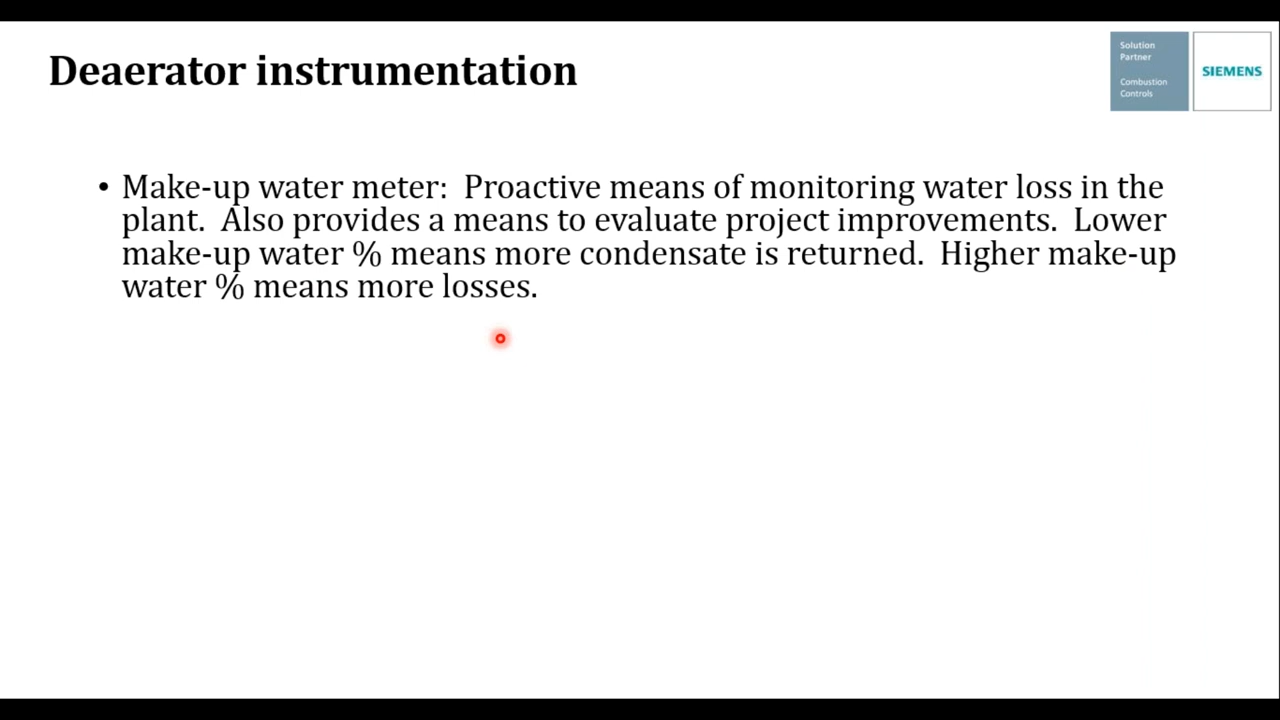 Deaerator instrumentation
Solution
Partner
Combustion
Controls
SIEMENS
• Make-up water meter:  Proactive means of monitoring water loss in the
plant.  Also provides a means to evaluate project improvements.  Lower
make-up water % means more condensate is returned.  Higher make-up
water % means more losses.